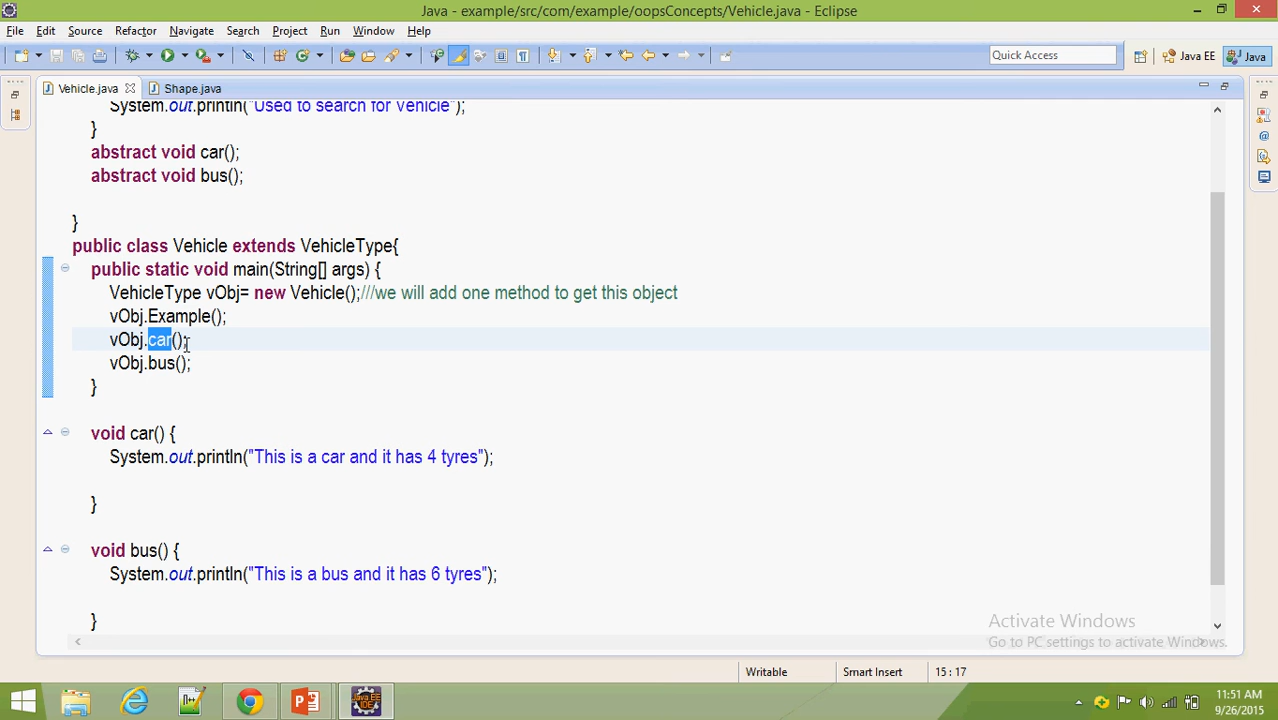 Java - example/src/com/example/oopsConcepts/Vehicle.java - Eclipse
File Edit Source Refactor Navigate Search Project Run Window Help
Quick Access
Java EE
Java
Vehicle.java
Shape.java
System.out.println("Used to search for Vehicle");
}
abstract void car();
abstract void bus();
}
public class Vehicle extends VehicleType{
public static void main(String[] args) {
VehicleType vObj= new Vehicle();///we will add one method to get this object
vObj.Example();
vObj.car();
vObj.bus();
}
void car() {
System.out.println("This is a car and it has 4 tyres");
}
void bus() {
System.out.println("This is a bus and it has 6 tyres");
}
Activate Windows
Go to PC settings to activate Windows.
Writable
Smart Insert
15 : 17
Java EE
IDE
11:51 AM
9/26/2015